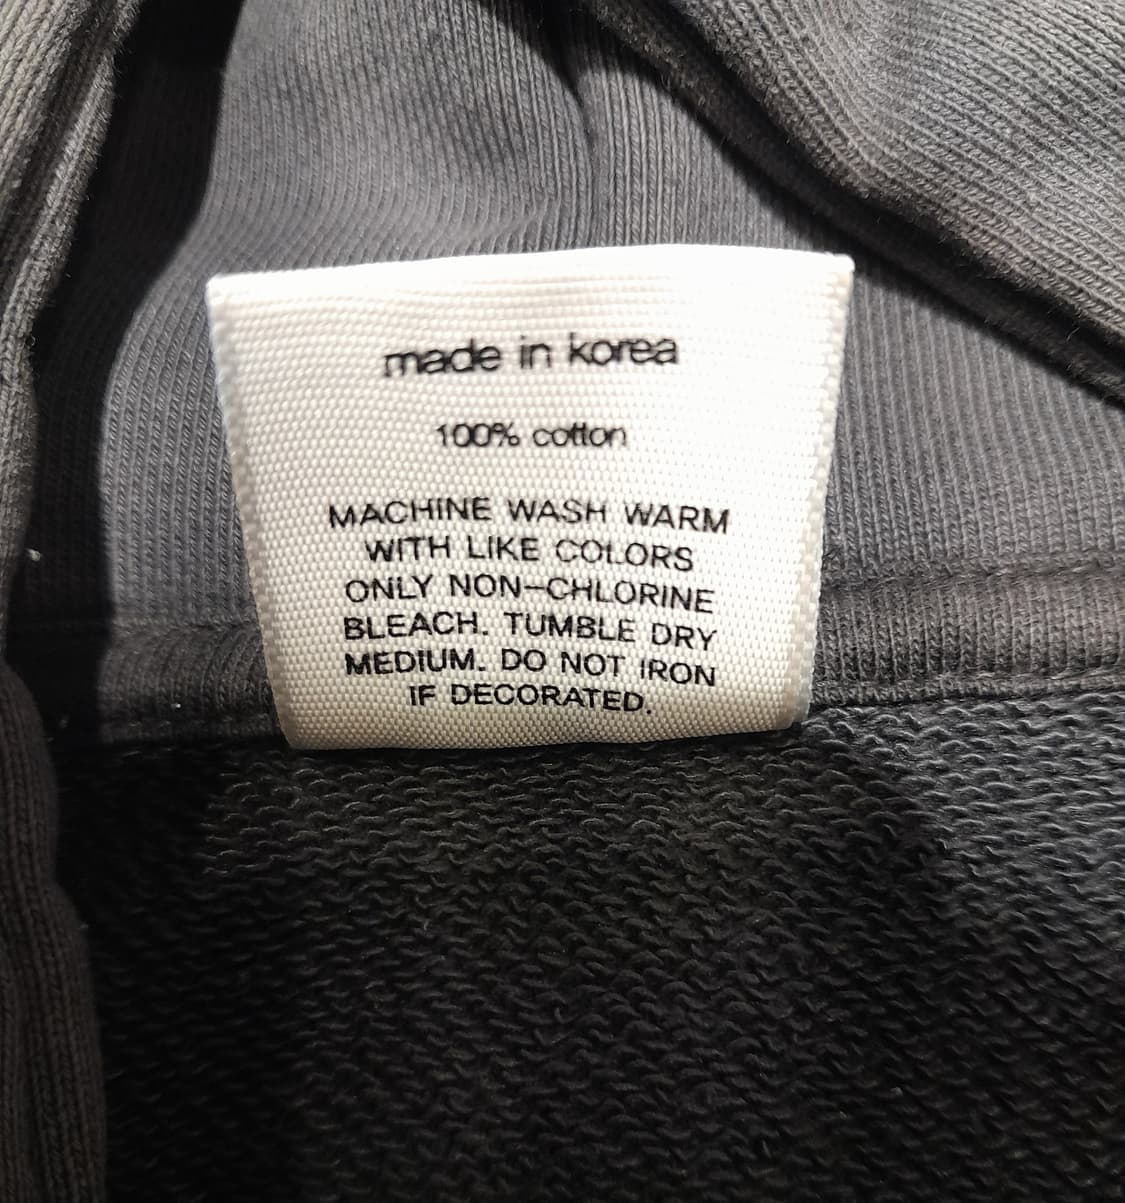 made in korea
100% cotton
MACHINE WASH WARM
WITH LIKE COLORS
ONLY NON-CHLORINE
BLEACH. TUMBLE DRY
MEDIUM. DO NOT IRON
IF DECORATED.